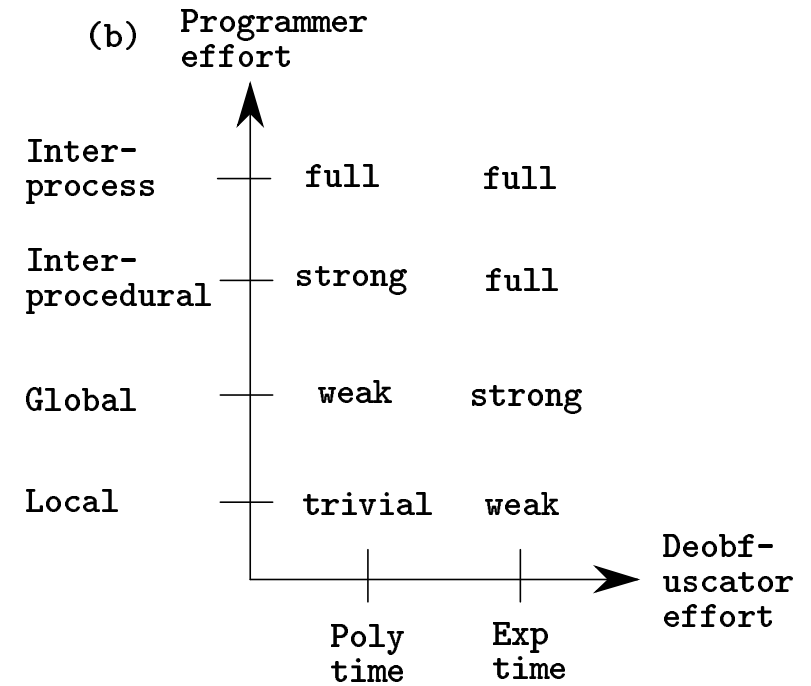 (b)
Programmer
effort
Inter-
process
full
full
Inter-
procedural
strong
full
Global
weak
strong
Local
trivial
weak
Deobf-
uscator
effort
Poly
time
Exp
time